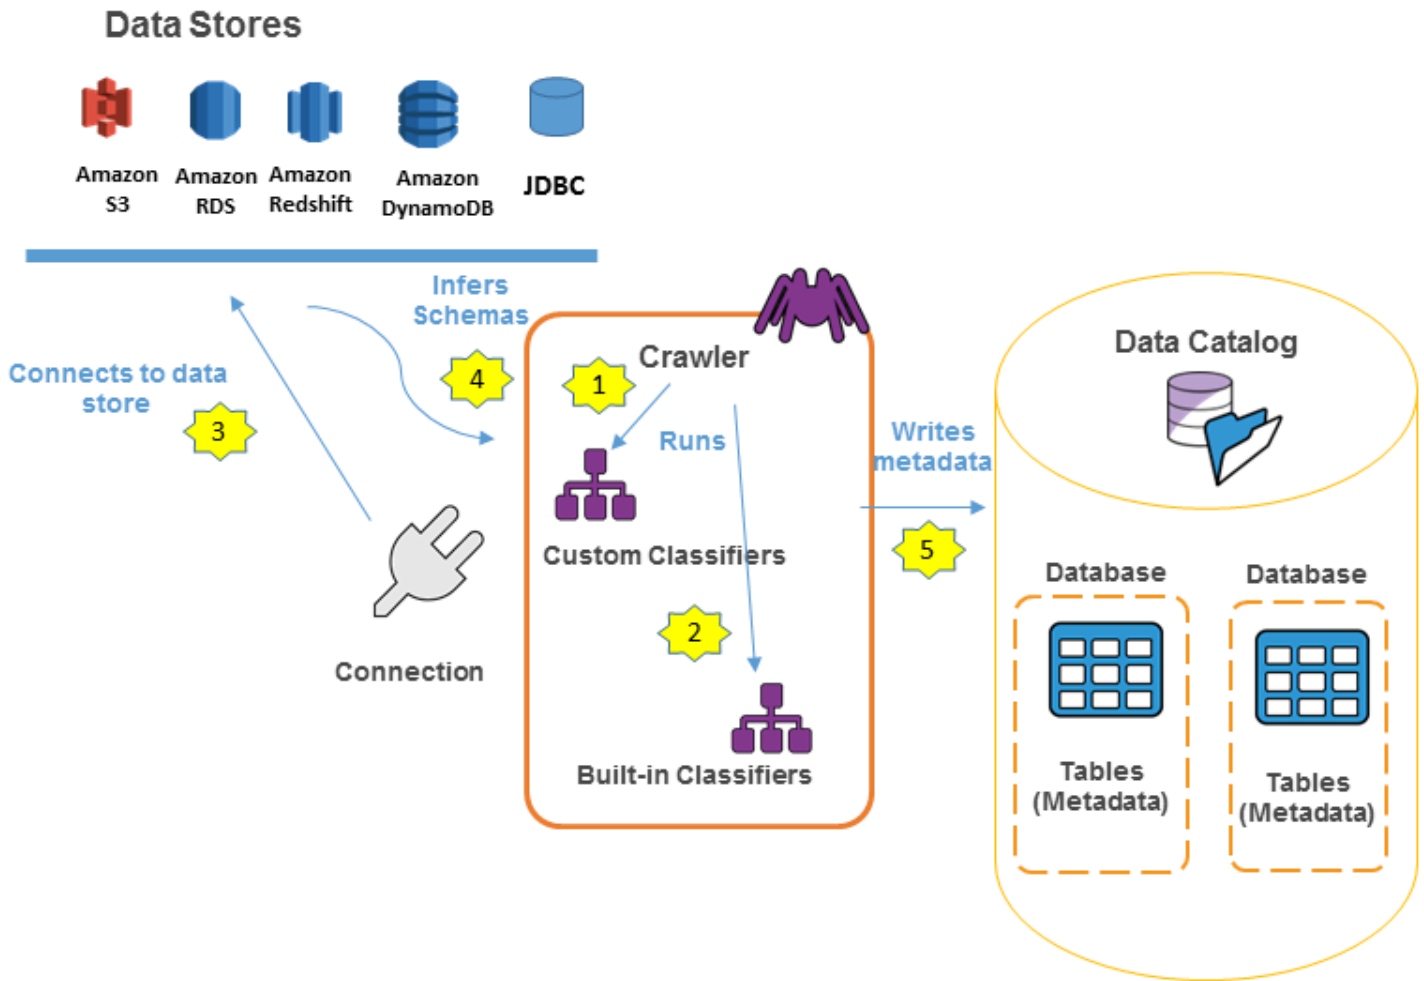 Data Stores
Amazon
S3
Amazon
RDS
Amazon
Redshift
Amazon
DynamoDB
JDBC
Infers
Schemas
Connects to data
store
3
4
1
Crawler
Runs
Custom Classifiers
2
Built-in Classifiers
Connection
Writes
metadata
5
Data Catalog
Database
Tables
(Metadata)
Database
Tables
(Metadata)